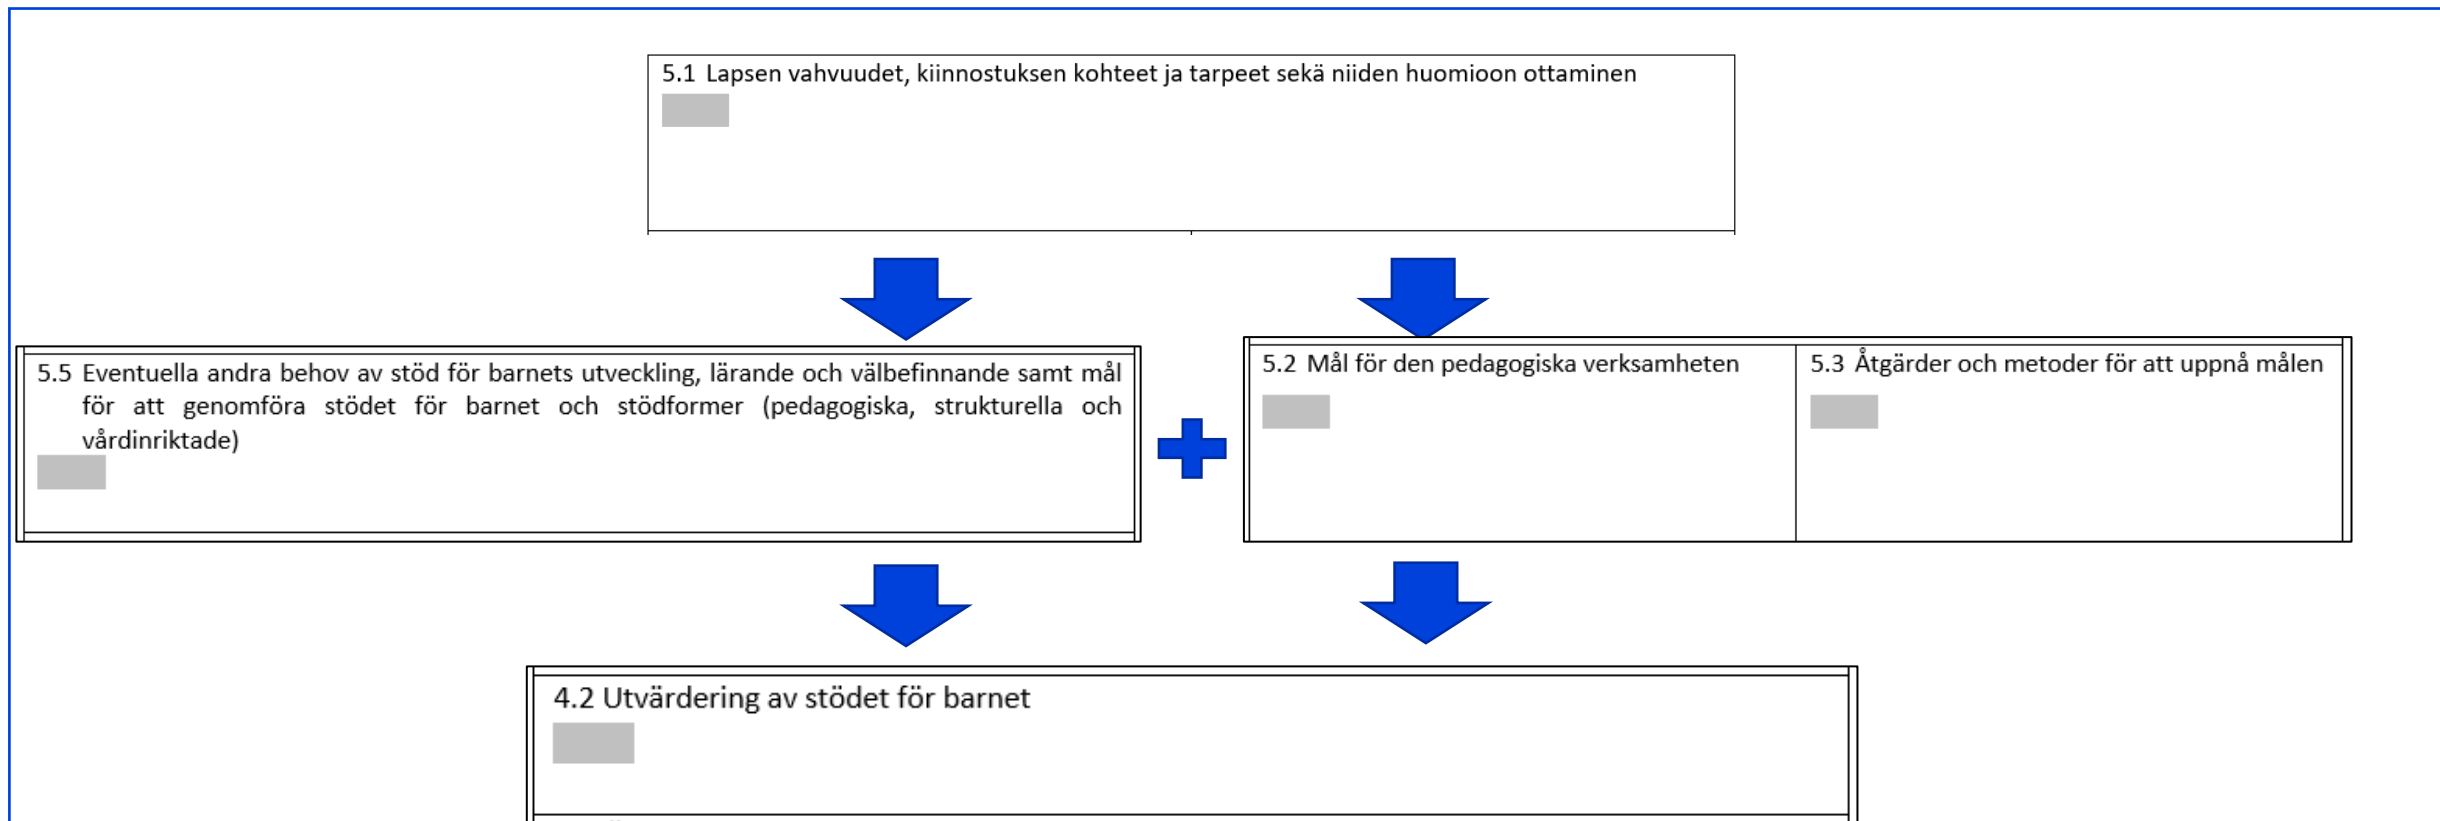 5.1 Lapsen vahvuudet, kiinnostuksen kohteet ja tarpeet sekä niiden huomioon ottaminen
5.5 Eventuella andra behov av stöd för barnets utveckling, lärande och välbefinnande samt mål
för att genomföra stödet för barnet och stödformer (pedagogiska, strukturella och
vårdinriktade)
5.2 Mål för den pedagogiska verksamheten
5.3 Åtgärder och metoder för att uppnå målen
4.2 Utvärdering av stödet för barnet